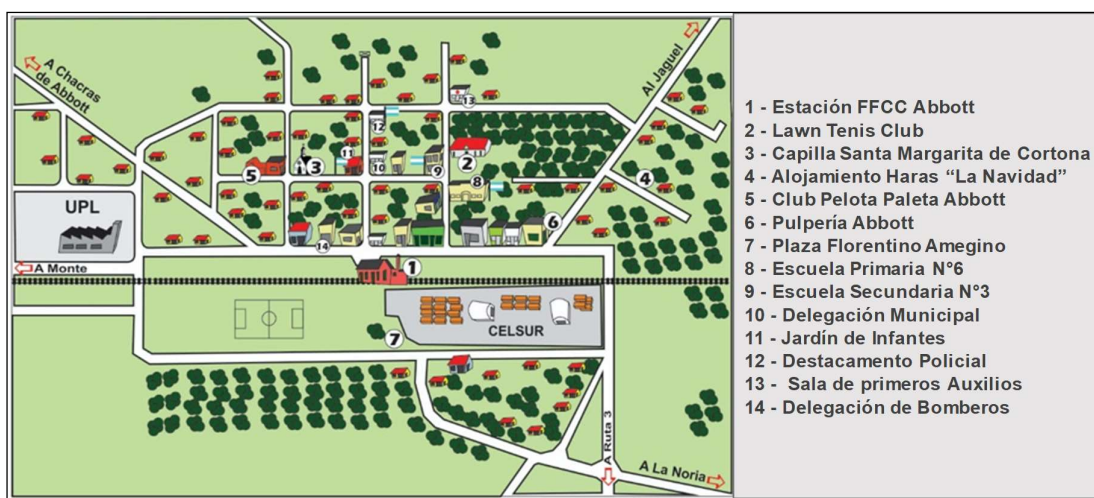 A Chacras
de Abbott
Al Jaguel
13
12
11
3
5
10
9
2
8
4
UPL
6
14
A Monte
1
CELSUR
7
A Ruta 3
A La Noria
1 - Estación FFCC Abbott
2 - Lawn Tenis Club
3 - Capilla Santa Margarita de Cortona
4 - Alojamiento Haras “La Navidad”
5 - Club Pelota Paleta Abbott
6 - Pulpería Abbott
7 - Plaza Florentino Amegino
8 - Escuela Primaria N°6
9 - Escuela Secundaria N°3
10 - Delegación Municipal
11 - Jardín de Infantes
12 - Destacamento Policial
13 - Sala de primeros Auxilios
14 - Delegación de Bomberos